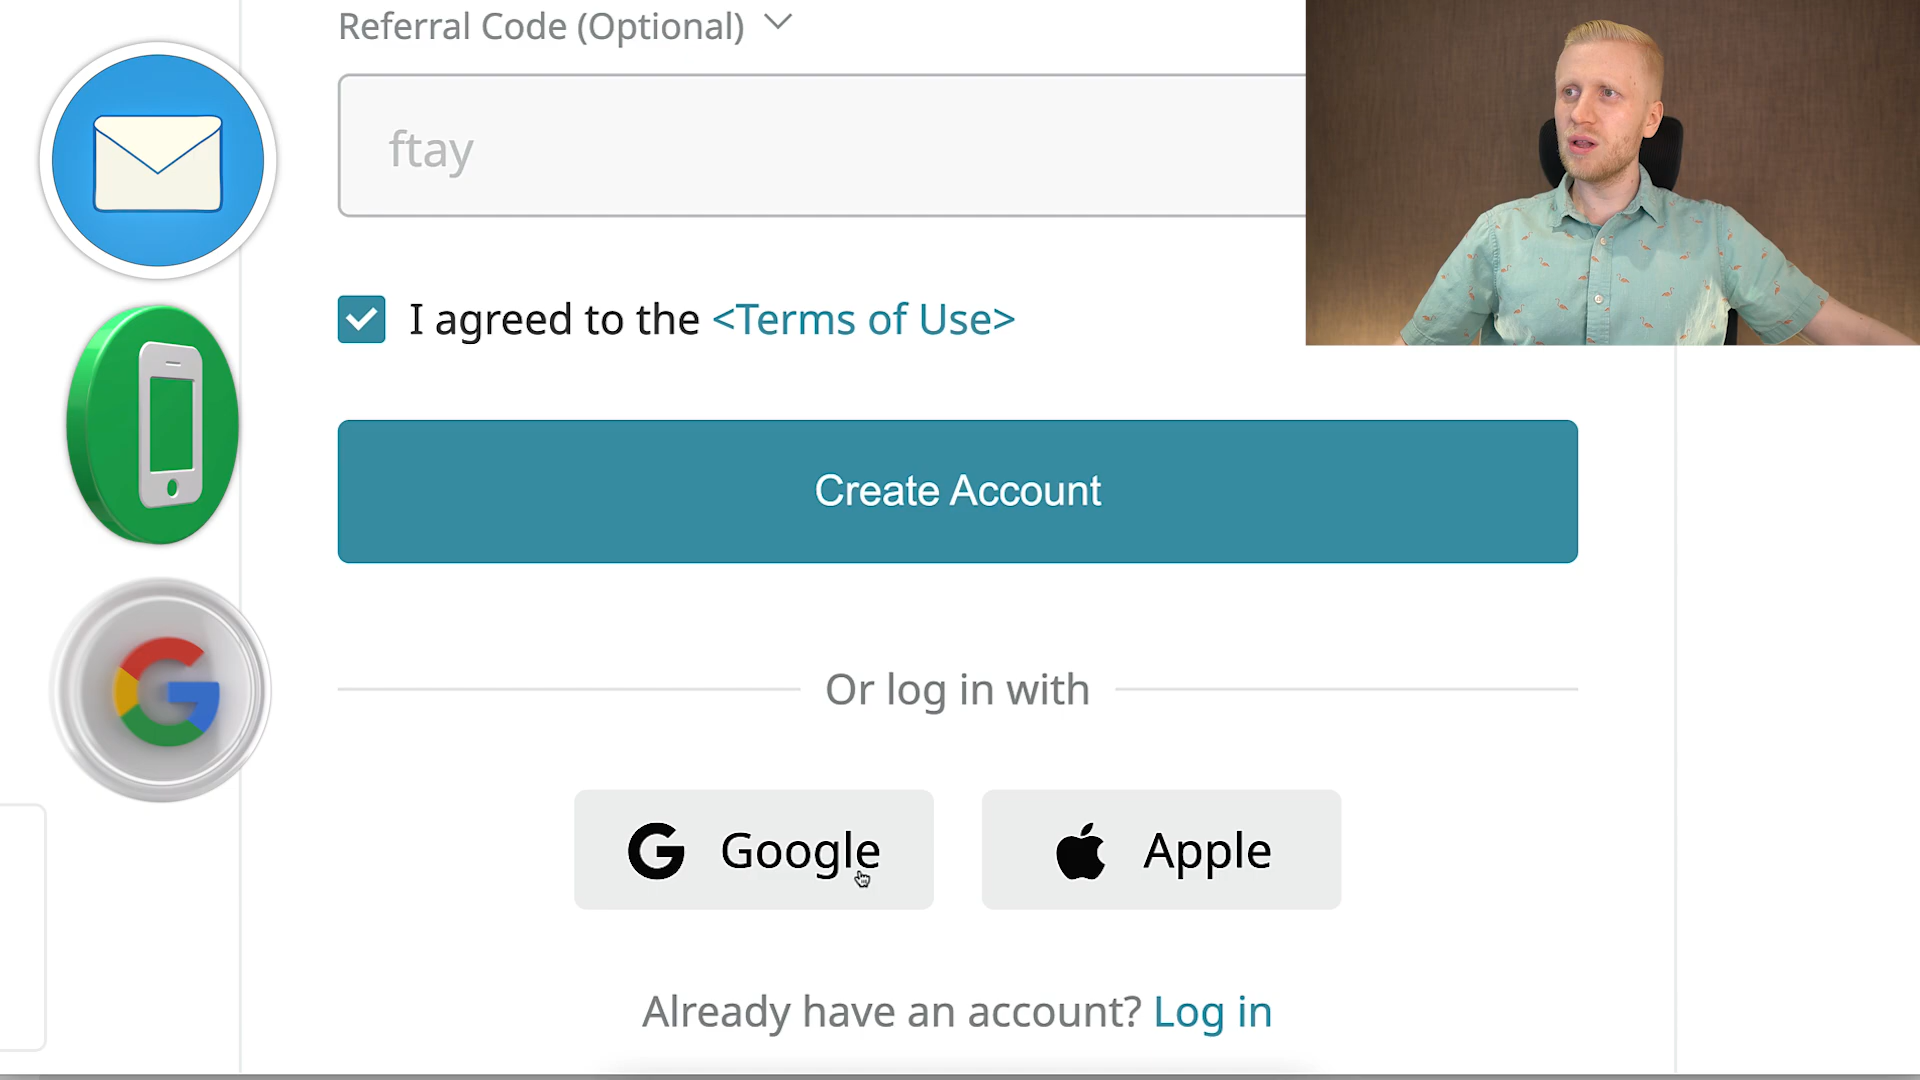 Referral Code (Optional)
ftay
I agreed to the <Terms of Use>
Create Account
Or log in with
Google
Apple
Already have an account? Log in